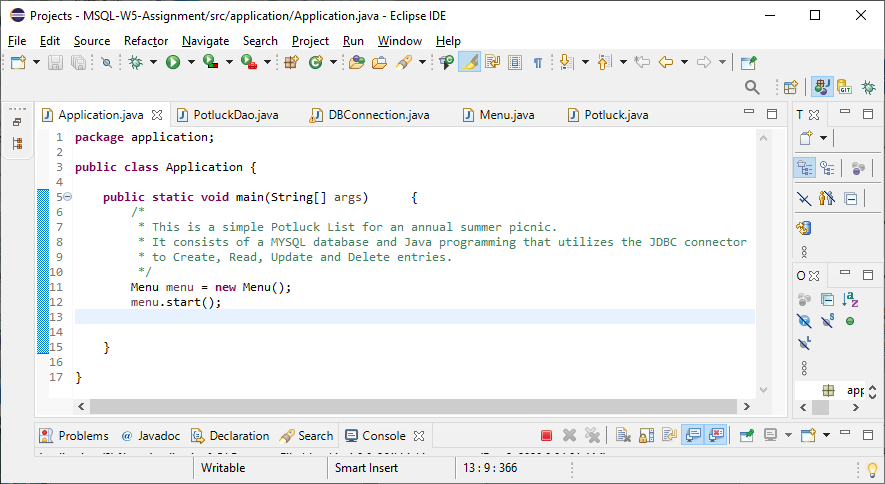 Projects - MSQL-W5-Assignment/src/application/Application.java - Eclipse IDE
File Edit Source Refactor Navigate Search Project Run Window Help
Application.java PotluckDao.java DBConnection.java Menu.java Potluck.java
1 package application;
2
3 public class Application {
4
5 public static void main(String[] args) {
6 /*
7 * This is a simple Potluck List for an annual summer picnic.
8 * It consists of a MYSQL database and Java programming that utilizes the JDBC connector
9 * to Create, Read, Update and Delete entries.
10 */
11 Menu menu = new Menu();
12 menu.start();
13
14
15 }
16
17 }
T
O
app
Problems Javadoc Declaration Search Console
Writable Smart Insert 13 : 9 : 366